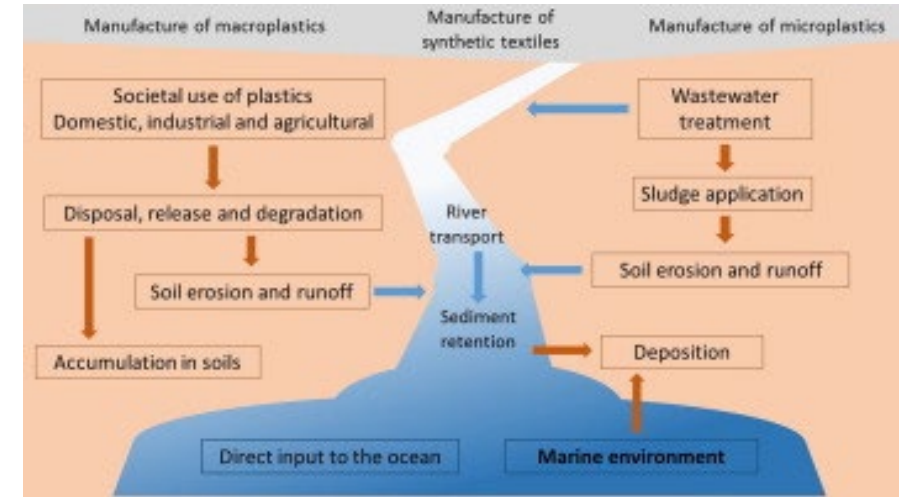 Manufacture of macroplastics
Manufacture of
synthetic textiles
Manufacture of microplastics
Societal use of plastics
Domestic, industrial and agricultural
Wastewater
treatment
Disposal, release and degradation
Sludge application
River
transport
Soil erosion and runoff
Soil erosion and runoff
Sediment
retention
Accumulation in soils
Deposition
Direct input to the ocean
Marine environment